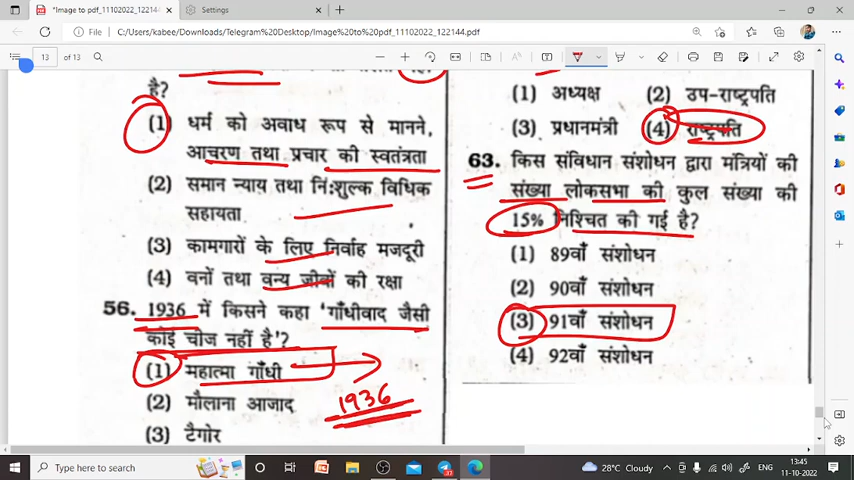 *Image to pdf_11102022_122144
Settings
File
C:/Users/kabee/Downloads/Telegram%20Desktop/Image%20to%20pdf_11102022_122144.pdf
13 of 13
है?
(1) धर्म को अवाध रूप से मानने,
आचरण तथा प्रचार की स्वतंत्रता
(2) समान न्याय तथा नि:शुल्क विधिक
सहायता
(3) कामगारों के लिए निर्वाह मजदूरी
(4) वनों तथा वन्य जीवों की रक्षा
56. 1936 में किसने कहा 'गाँधीवाद जैसी
कोई चोज नहीं है'?
(1) महात्मा गाँधी
(2) मौलाना आजाद
1936
(3) टैगोर
(1) अध्यक्ष (2) उप-राष्ट्रपति
(3) प्रधानमंत्री (4) राष्ट्रपति
63. किस संविधान संशोधन द्वारा मंत्रियों की
संख्या लोकसभा की कुल संख्या की
15% निश्चित की गई है?
(1) 89वाँ संशोधन
(2) 90वाँ संशोधन
(3) 91वाँ संशोधन
(4) 92वाँ संशोधन
Type here to search
28°C Cloudy
ENG
13:45
11-10-2022